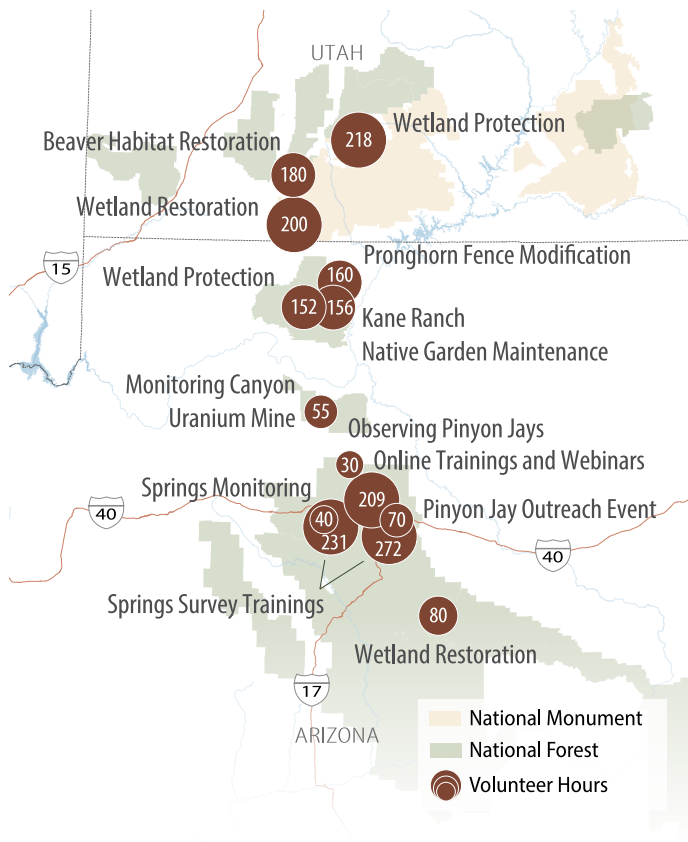 UTAH
Wetland Protection
218
Beaver Habitat Restoration
180
Wetland Restoration
200
Pronghorn Fence Modification
15
Wetland Protection
160
152
156
Kane Ranch
Native Garden Maintenance
Monitoring Canyon
Uranium Mine
55
Observing Pinyon Jays
30
Online Trainings and Webinars
Springs Monitoring
209
Pinyon Jay Outreach Event
40
40
70
231
272
40
Springs Survey Trainings
80
Wetland Restoration
17
ARIZONA
National Monument
National Forest
Volunteer Hours